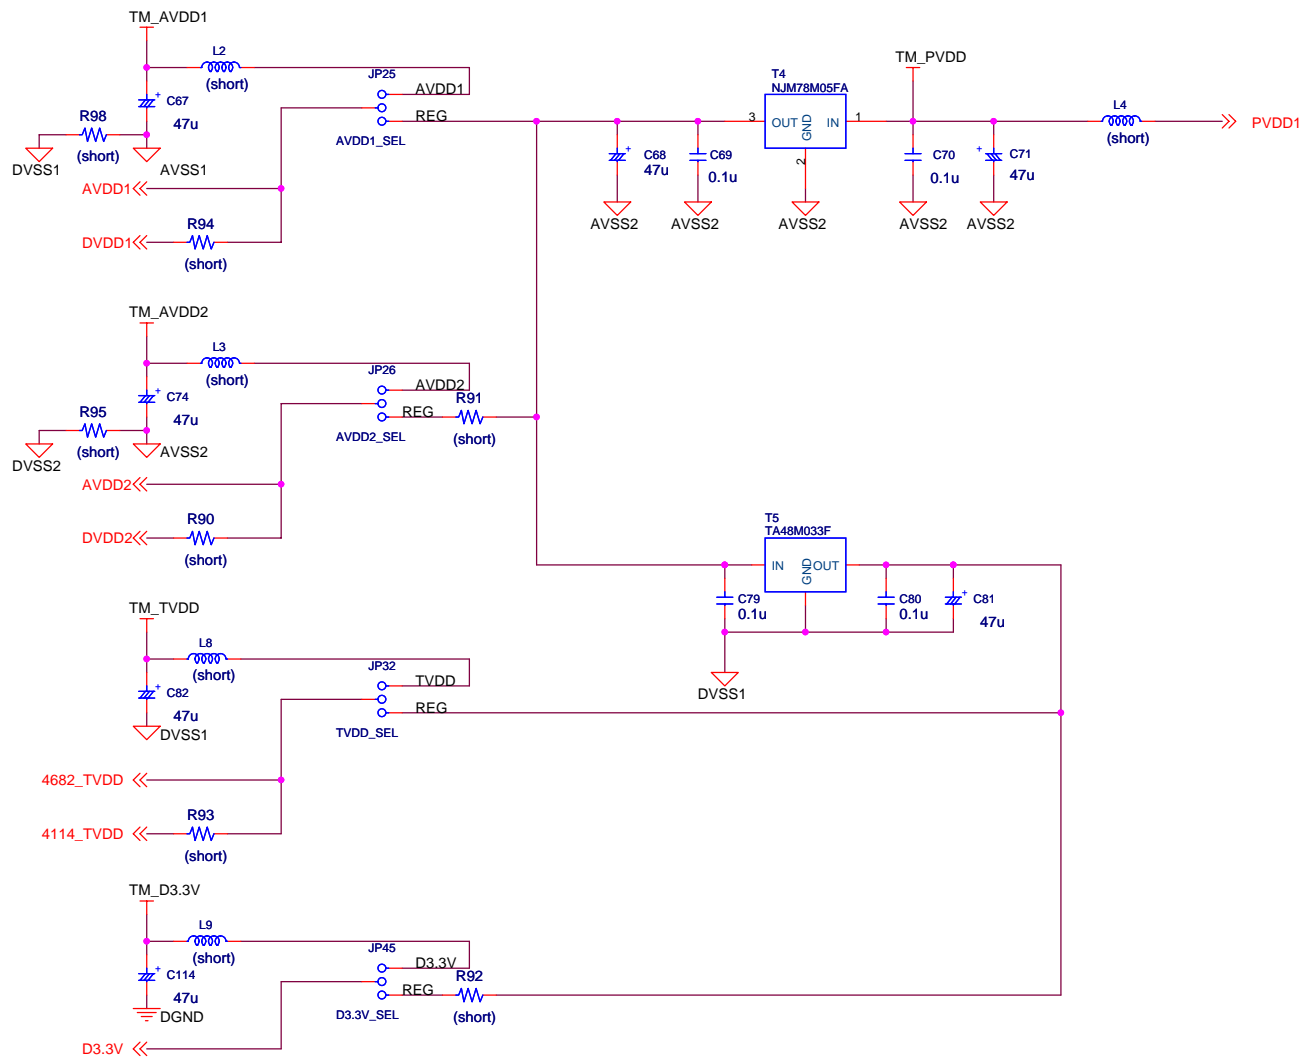 TM_AVDD1
L2
(short)
JP25
AVDD1
REG
AVDD1_SEL
C67
47u
R98
(short)
DVSS1
AVSS1
AVDD1
DVDD1
R94
(short)
T4
NJM78M05FA
TM_PVDD
3
OUT
IN
GND
1
2
L4
(short)
PVDD1
C68
47u
C69
0.1u
C70
0.1u
C71
47u
AVSS2
AVSS2
AVSS2
AVSS2
TM_AVDD2
L3
(short)
JP26
AVDD2
REG
AVDD2_SEL
R91
(short)
C74
47u
R95
(short)
DVSS2
AVSS2
AVDD2
DVDD2
R90
(short)
T5
TA48M033F
IN
GND
OUT
C79
0.1u
C80
0.1u
C81
47u
DVSS1
TM_TVDD
L8
(short)
JP32
TVDD
REG
TVDD_SEL
C82
47u
DVSS1
4682_TVDD
4114_TVDD
R93
(short)
TM_D3.3V
L9
(short)
JP45
D3.3V
REG
D3.3V_SEL
R92
(short)
C114
47u
DGND
D3.3V